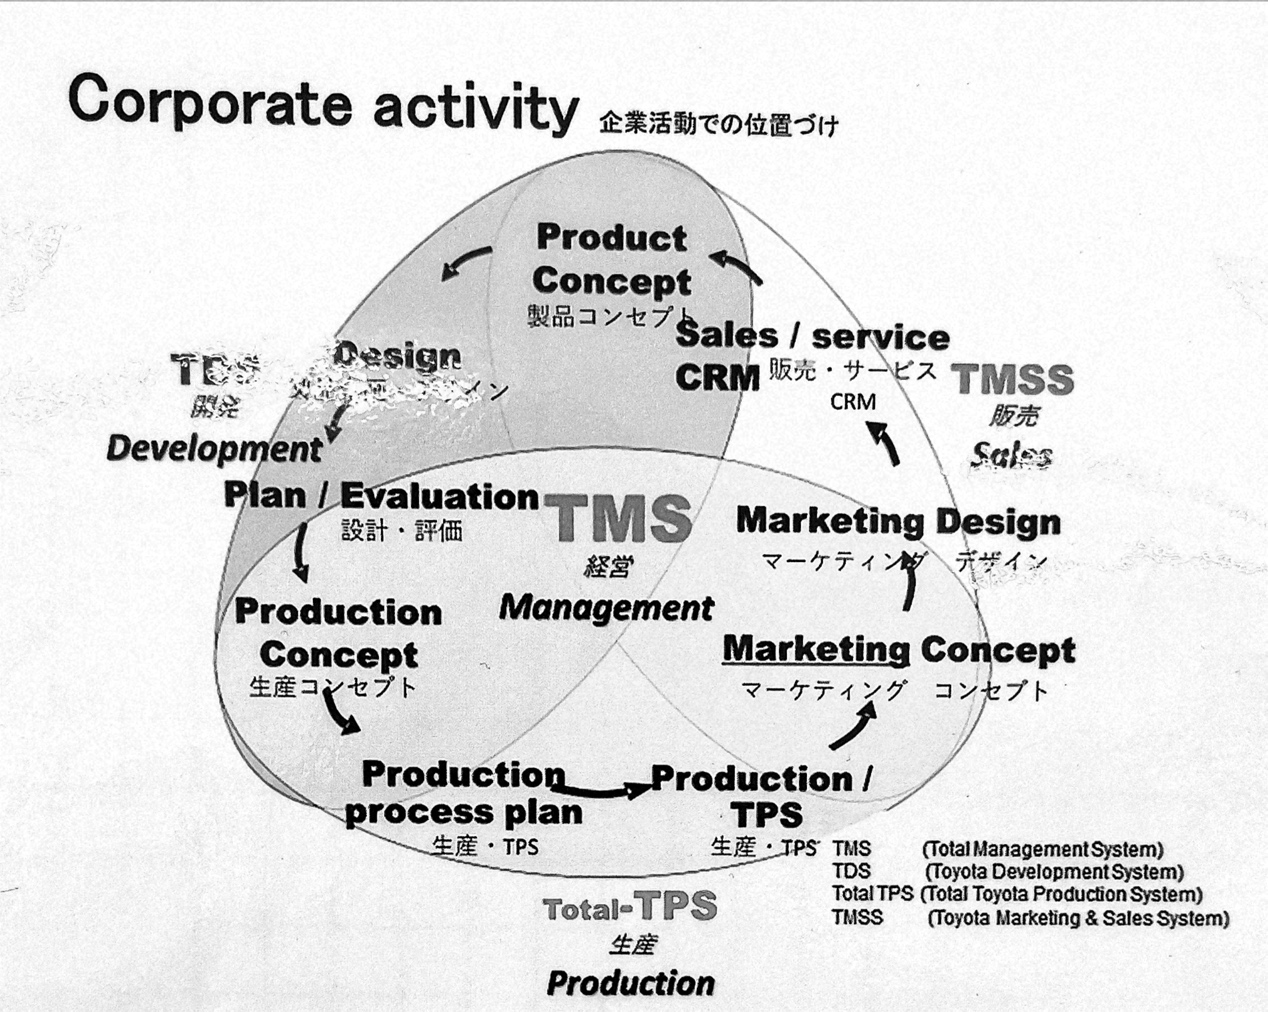 Corporate activity 企業活動での位置づけ
Product
Concept
製品コンセプト
Sales / service
CRM 販売・サービス
CRM
TMSS
販売
Sales
Design
イン
TDS
開発
Development
Plan / Evaluation
設計・評価
TMS
経営
Management
Marketing Design
マーケティング デザイン
Production
Concept
生産コンセプト
Marketing Concept
マーケティング コンセプト
Production
process plan
生産・TPS
Production /
TPS
生産・TPS
TMS (Total Management System)
TDS (Toyota Development System)
Total TPS (Total Toyota Production System)
TMSS (Toyota Marketing & Sales System)
Total-TPS
生産
Production